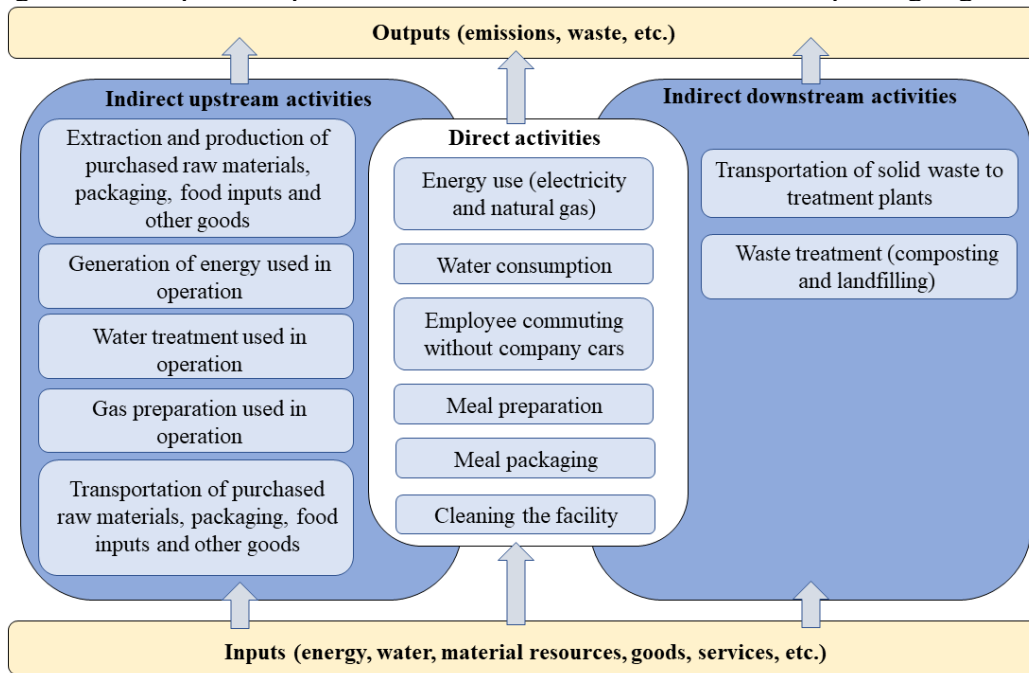 Outputs (emissions, waste, etc.)
Indirect upstream activities
Extraction and production of
purchased raw materials,
packaging, food inputs and
other goods
Generation of energy used in
operation
Water treatment used in
operation
Gas preparation used in
operation
Transportation of purchased
raw materials, packaging, food
inputs and other goods
Direct activities
Energy use (electricity
and natural gas)
Water consumption
Employee commuting
without company cars
Meal preparation
Meal packaging
Cleaning the facility
Indirect downstream activities
Transportation of solid waste to
treatment plants
Waste treatment (composting
and landfilling)
Inputs (energy, water, material resources, goods, services, etc.)